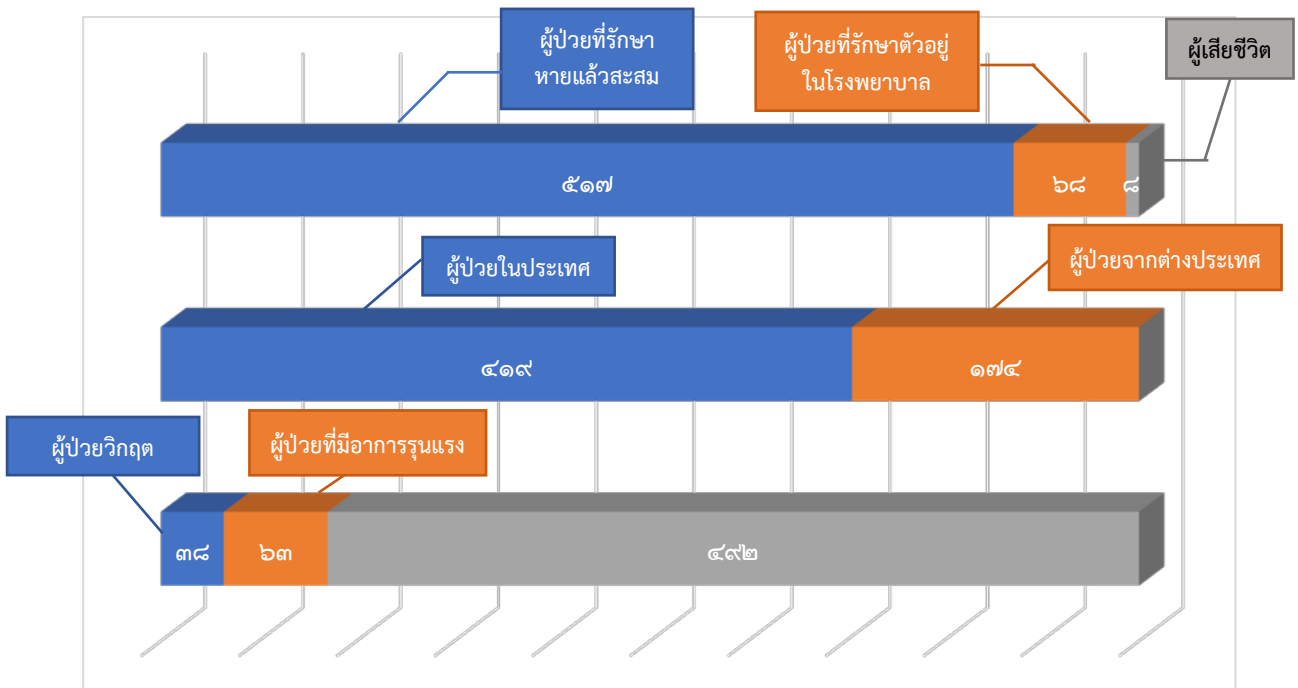 ผู้ป่วยที่รักษา
หายแล้วสะสม
ผู้ป่วยที่รักษาตัวอยู่
ในโรงพยาบาล
ผู้เสียชีวิต
๕๑๗
๖๘
๘
ผู้ป่วยในประเทศ
ผู้ป่วยจากต่างประเทศ
๔๑๙
๑๗๔
ผู้ป่วยวิกฤต
ผู้ป่วยที่มีอาการรุนแรง
๓๘
๖๓
๔๙๒